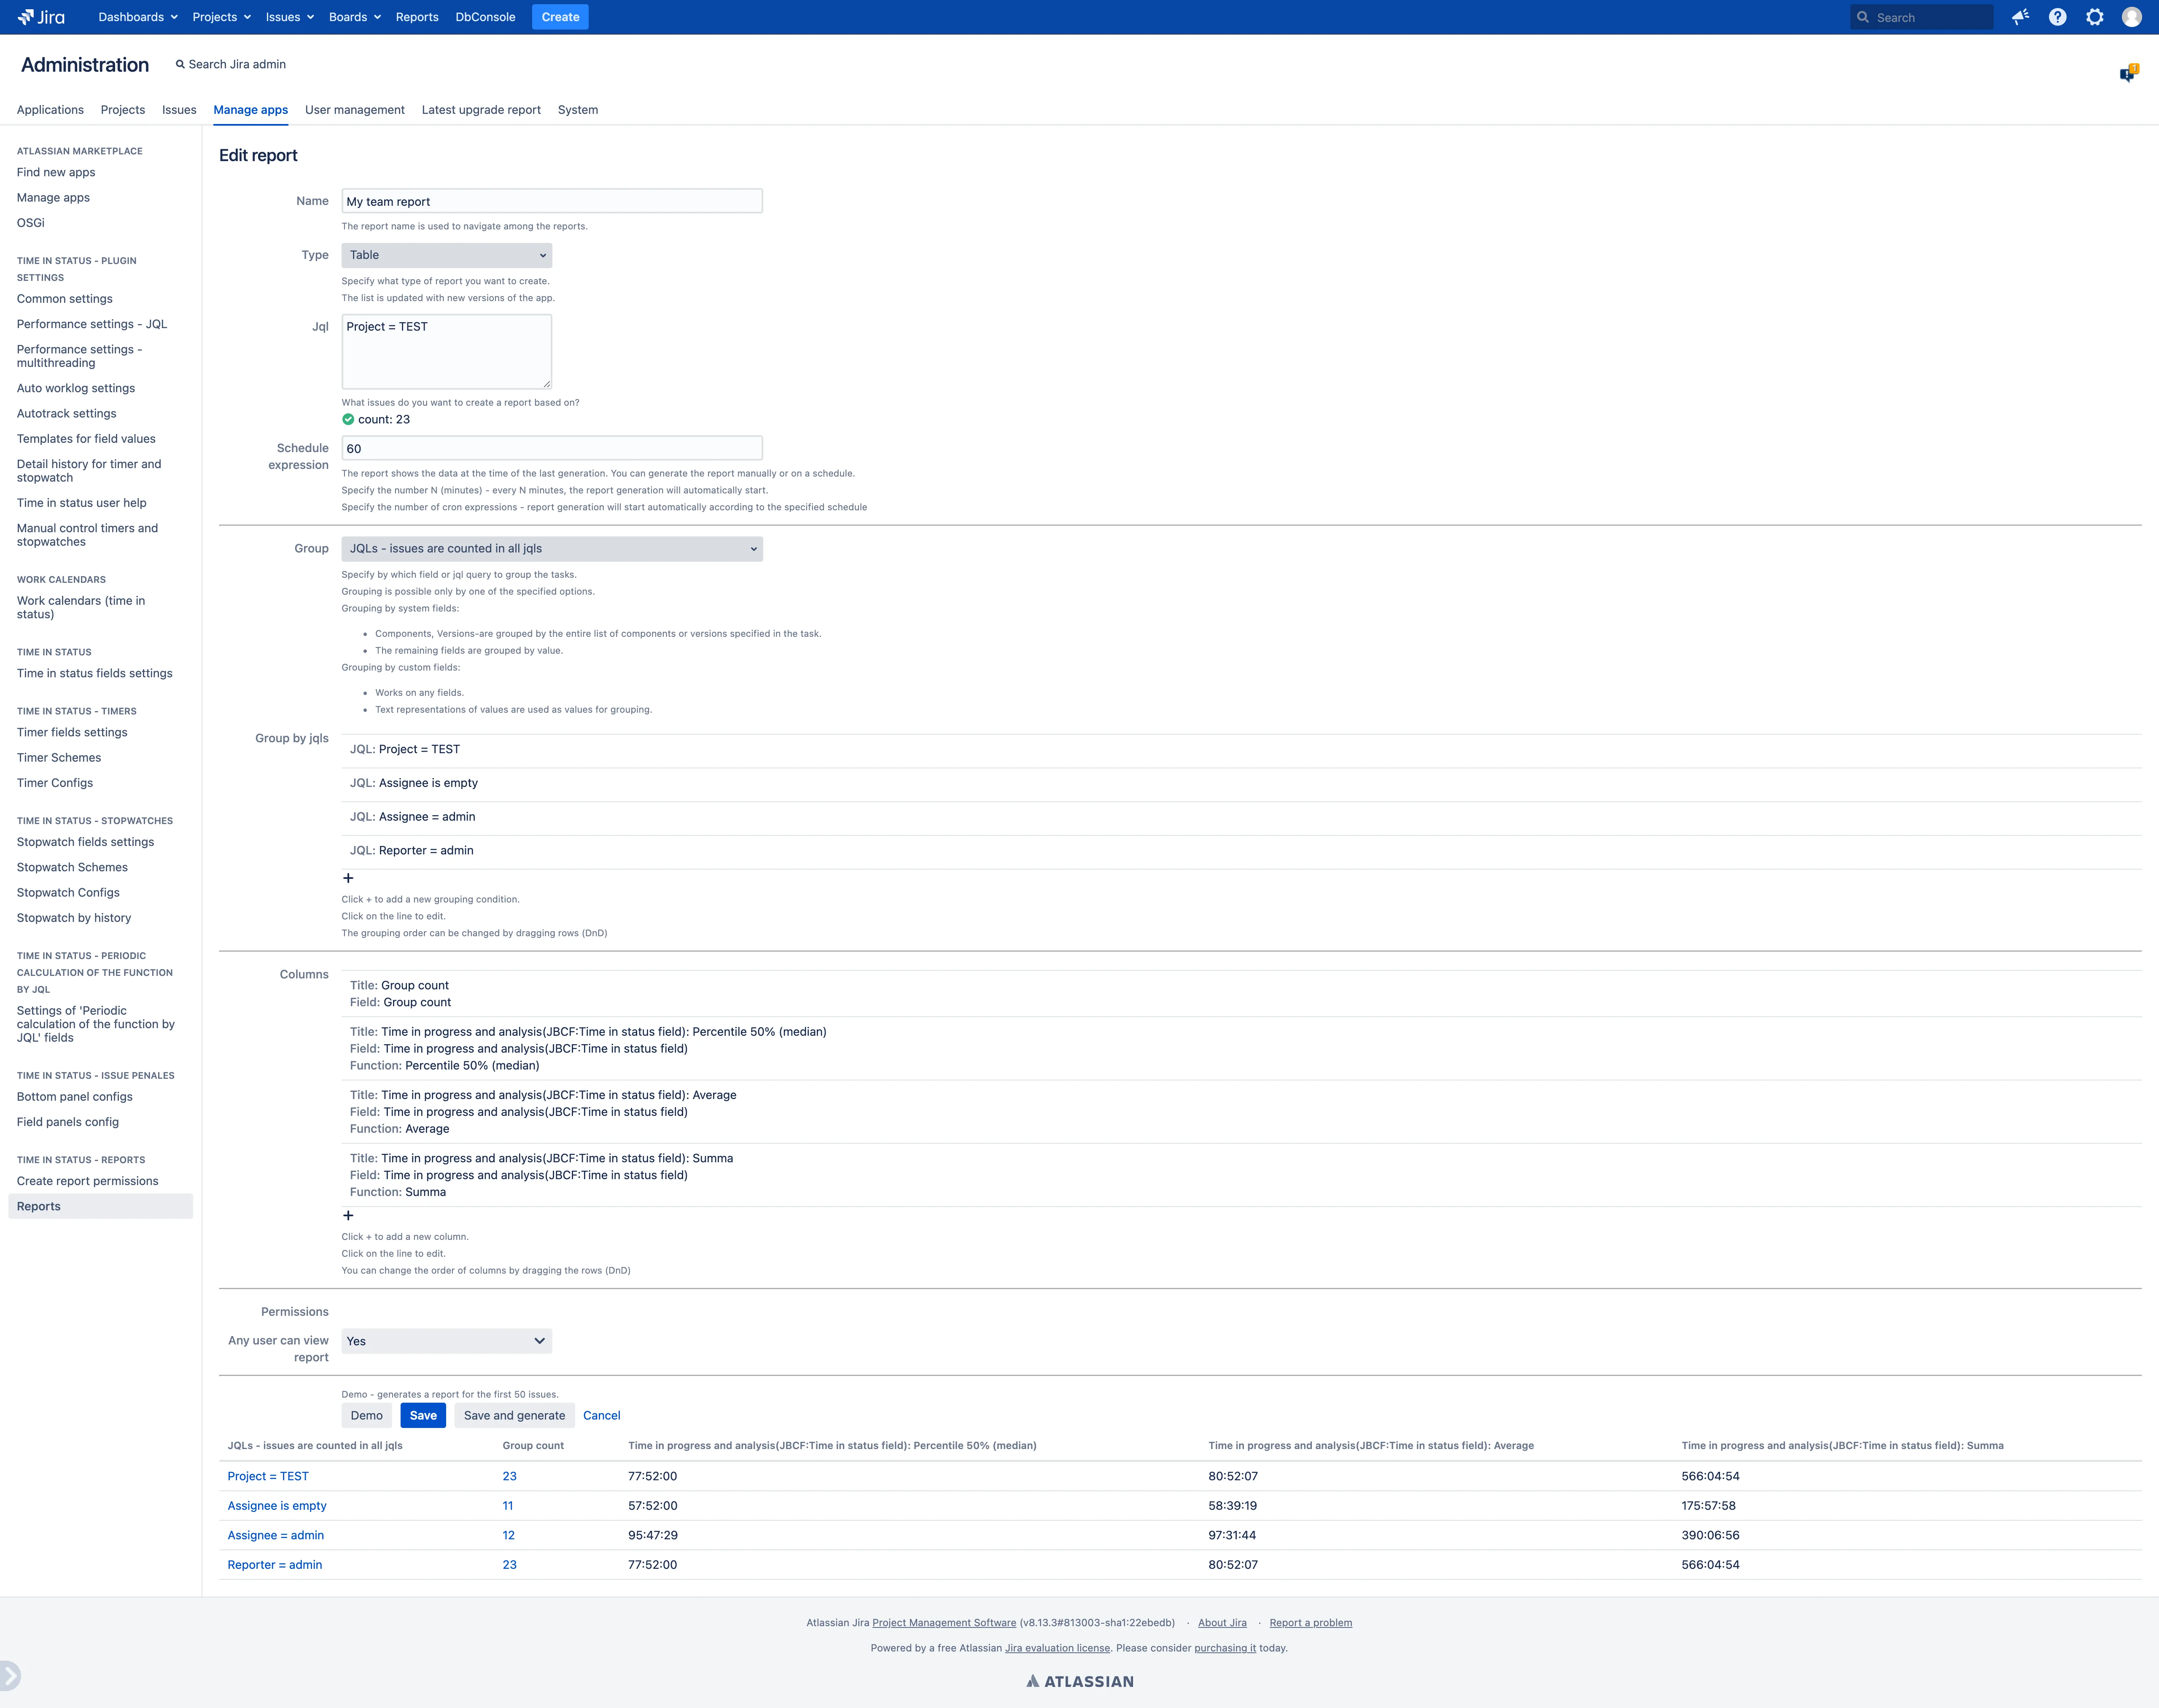 Jira Dashboards Projects Issues Boards Reports DbConsole Create Search
Administration Search Jira admin
Applications Projects Issues Manage apps User management Latest upgrade report System
ATLASSIAN MARKETPLACE
Find new apps
Manage apps
OSGi
TIME IN STATUS - PLUGIN
SETTINGS
Common settings
Performance settings - JQL
Performance settings -
multithreading
Auto worklog settings
Autotrack settings
Templates for field values
Detail history for timer and
stopwatch
Time in status user help
Manual control timers and
stopwatches
WORK CALENDARS
Work calendars (time in
status)
TIME IN STATUS
Time in status fields settings
TIME IN STATUS - TIMERS
Timer fields settings
Timer Schemes
Timer Configs
TIME IN STATUS - STOPWATCHES
Stopwatch fields settings
Stopwatch Schemes
Stopwatch Configs
Stopwatch by history
TIME IN STATUS - PERIODIC
CALCULATION OF THE FUNCTION
BY JQL
Settings of 'Periodic
calculation of the function by
JQL' fields
TIME IN STATUS - ISSUE PENALES
Bottom panel configs
Field panels config
TIME IN STATUS - REPORTS
Create report permissions
Reports
Edit report
Name My team report
The report name is used to navigate among the reports.
Type Table
Specify what type of report you want to create.
The list is updated with new versions of the app.
Jql Project = TEST
What issues do you want to create a report based on?
count: 23
Schedule
expression
60
The report shows the data at the time of the last generation. You can generate the report manually or on a schedule.
Specify the number N (minutes) - every N minutes, the report generation will automatically start.
Specify the number of cron expressions - report generation will start automatically according to the specified schedule
Group JQLs - issues are counted in all jqls
Specify by which field or jql query to group the tasks.
Grouping is possible only by one of the specified options.
Grouping by system fields:
• Components, Versions-are grouped by the entire list of components or versions specified in the task.
• The remaining fields are grouped by value.
Grouping by custom fields:
• Works on any fields.
• Text representations of values are used as values for grouping.
Group by jqls
JQL: Project = TEST
JQL: Assignee is empty
JQL: Assignee = admin
JQL: Reporter = admin
+
Click + to add a new grouping condition.
Click on the line to edit.
The grouping order can be changed by dragging rows (DnD)
Columns
Title: Group count
Field: Group count
Title: Time in progress and analysis(JBCF:Time in status field): Percentile 50% (median)
Field: Time in progress and analysis(JBCF:Time in status field)
Function: Percentile 50% (median)
Title: Time in progress and analysis(JBCF:Time in status field): Average
Field: Time in progress and analysis(JBCF:Time in status field)
Function: Average
Title: Time in progress and analysis(JBCF:Time in status field): Summa
Field: Time in progress and analysis(JBCF:Time in status field)
Function: Summa
+
Click + to add a new column.
Click on the line to edit.
You can change the order of columns by dragging the rows (DnD)
Permissions
Any user can view
report
Yes
Demo - generates a report for the first 50 issues.
Demo Save Save and generate Cancel
JQLs - issues are counted in all jqls Group count Time in progress and analysis(JBCF:Time in status field): Percentile 50% (median) Time in progress and analysis(JBCF:Time in status field): Average Time in progress and analysis(JBCF:Time in status field): Summa
Project = TEST 23 77:52:00 80:52:07 566:04:54
Assignee is empty 11 57:52:00 58:39:19 175:57:58
Assignee = admin 12 95:47:29 97:31:44 390:06:56
Reporter = admin 23 77:52:00 80:52:07 566:04:54
Atlassian Jira Project Management Software (v8.13.3#813003-sha1:22ebedb) · About Jira · Report a problem
Powered by a free Atlassian Jira evaluation license. Please consider purchasing it today.
ATLASSIAN